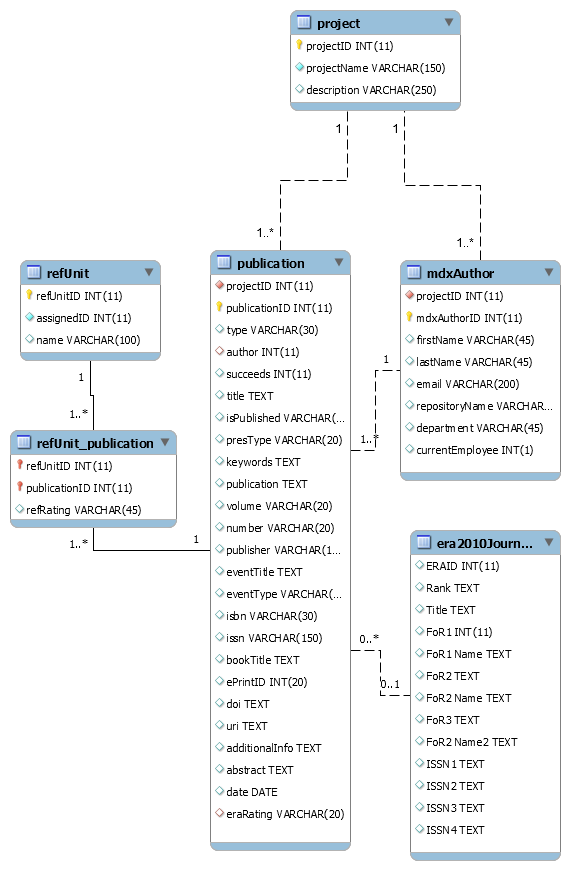 project
projectID INT(11)
projectName VARCHAR(150)
description VARCHAR(250)
1
1
1..*
1..*
refUnit
refUnitID INT(11)
assignedID INT(11)
name VARCHAR(100)
1
1..*
refUnit_publication
refUnitID INT(11)
publicationID INT(11)
refRating VARCHAR(45)
1..*
1
publication
projectID INT(11)
publicationID INT(11)
type VARCHAR(30)
author INT(11)
succeeds INT(11)
title TEXT
isPublished VARCHAR(...
presType VARCHAR(20)
keywords TEXT
publication TEXT
volume VARCHAR(20)
number VARCHAR(20)
publisher VARCHAR(1...
eventTitle TEXT
eventType VARCHAR(...
isbn VARCHAR(30)
issn VARCHAR(150)
bookTitle TEXT
ePrintID INT(20)
doi TEXT
uri TEXT
additionalInfo TEXT
abstract TEXT
date DATE
eraRating VARCHAR(20)
1
1..*
mdxAuthor
projectID INT(11)
mdxAuthorID INT(11)
firstName VARCHAR(45)
lastName VARCHAR(45)
email VARCHAR(200)
repositoryName VARCHAR...
department VARCHAR(45)
currentEmployee INT(1)
0..*
0..1
era2010Journ...
ERAID INT(11)
Rank TEXT
Title TEXT
FoR1 INT(11)
FoR1 Name TEXT
FoR2 TEXT
FoR2 Name TEXT
FoR3 TEXT
FoR2 Name2 TEXT
ISSN1 TEXT
ISSN2 TEXT
ISSN3 TEXT
ISSN4 TEXT